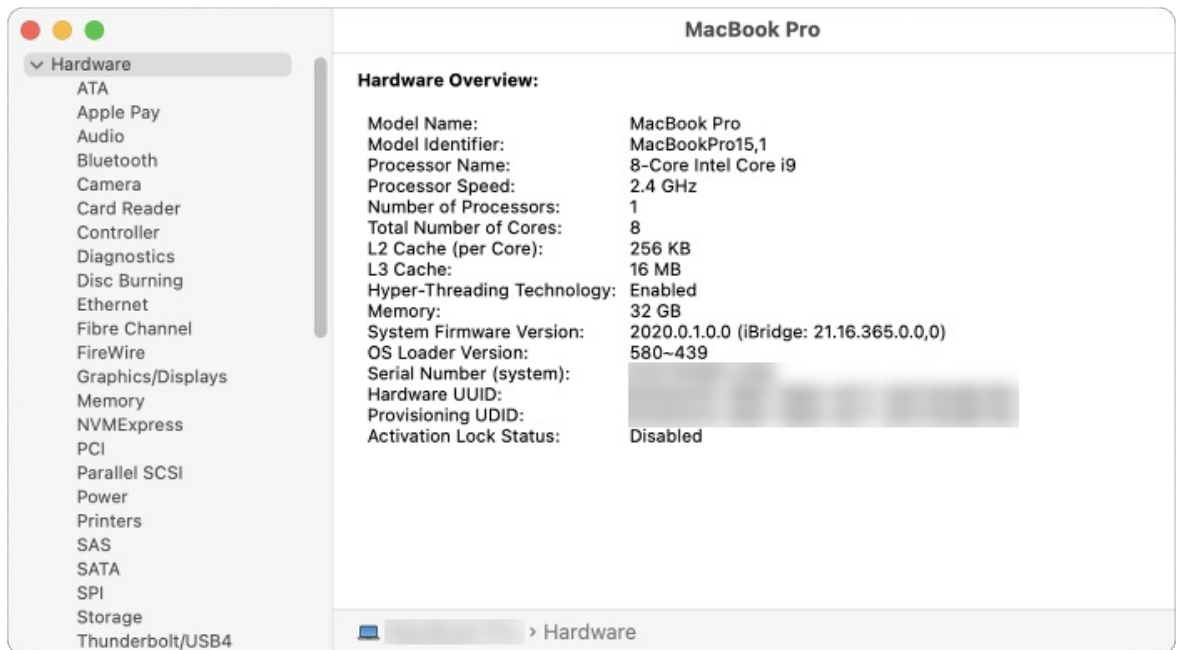 MacBook Pro
Hardware
ATA
Apple Pay
Audio
Bluetooth
Camera
Card Reader
Controller
Diagnostics
Disc Burning
Ethernet
Fibre Channel
FireWire
Graphics/Displays
Memory
NVMExpress
PCI
Parallel SCSI
Power
Printers
SAS
SATA
SPI
Storage
Thunderbolt/USB4
Hardware Overview:
Model Name: MacBook Pro
Model Identifier: MacBookPro15,1
Processor Name: 8-Core Intel Core i9
Processor Speed: 2.4 GHz
Number of Processors: 1
Total Number of Cores: 8
L2 Cache (per Core): 256 KB
L3 Cache: 16 MB
Hyper-Threading Technology: Enabled
Memory: 32 GB
System Firmware Version: 2020.0.1.0.0 (iBridge: 21.16.365.0.0,0)
OS Loader Version: 580~439
Serial Number (system):
Hardware UUID:
Provisioning UDID:
Activation Lock Status: Disabled
› Hardware